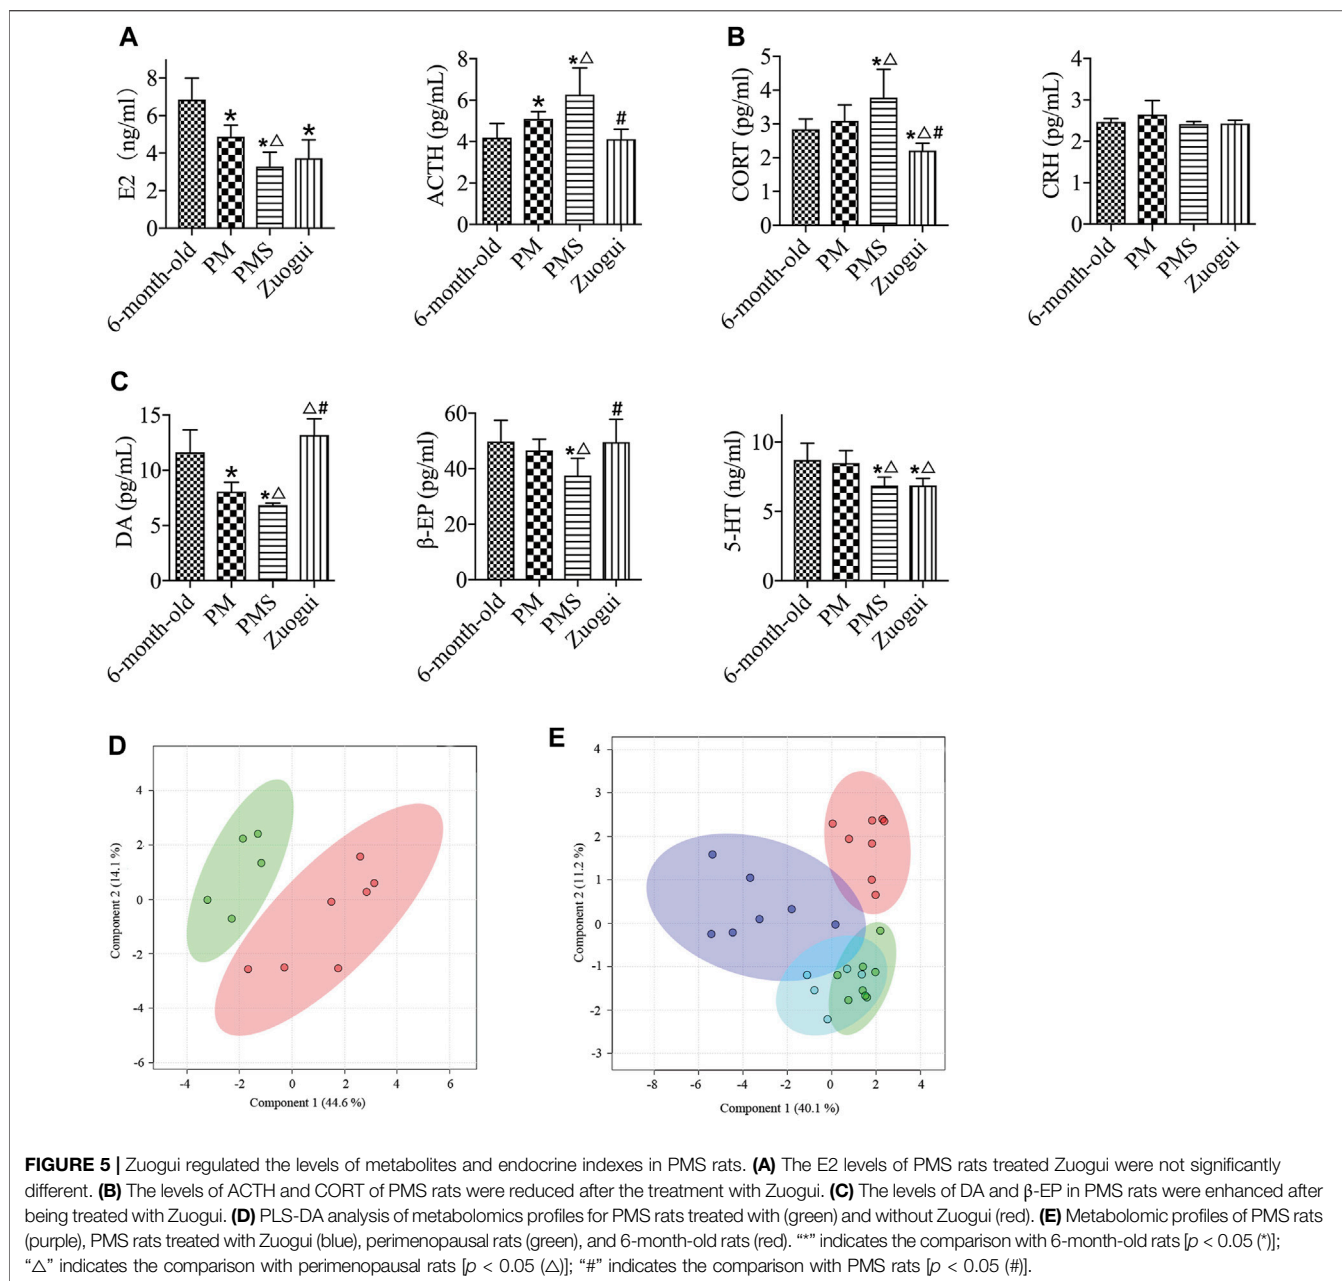 A
E2 (ng/ml)
8
6
4
2
0
*
*△
*
6-month-old
PM
PMS
Zuogui
ACTH (pg/mL)
8
6
4
2
0
*
*△
#
6-month-old
PM
PMS
Zuogui
B
CORT (pg/mL)
5
4
3
2
1
0
*△
*△#
6-month-old
PM
PMS
Zuogui
CRH (pg/mL)
4
3
2
1
0
6-month-old
PM
PMS
Zuogui
C
DA (pg/mL)
15
10
5
0
*
*△
△#
6-month-old
PM
PMS
Zuogui
β-EP (pg/ml)
60
40
20
0
*△
#
6-month-old
PM
PMS
Zuogui
5-HT (ng/ml)
10
5
0
*△
*△
6-month-old
PM
PMS
Zuogui
D
Component 2 (14.1 %)
4
2
0
-2
-4
-6
-4 -2 0 2 4 6
Component 1 (44.6 %)
E
Component 2 (11.2 %)
4
3
2
1
0
-1
-2
-3
-8 -6 -4 -2 0 2 4
Component 1 (40.1 %)
FIGURE 5 | Zuogui regulated the levels of metabolites and endocrine indexes in PMS rats. (A) The E2 levels of PMS rats treated Zuogui were not significantly
different. (B) The levels of ACTH and CORT of PMS rats were reduced after the treatment with Zuogui. (C) The levels of DA and β-EP in PMS rats were enhanced after
being treated with Zuogui. (D) PLS-DA analysis of metabolomics profiles for PMS rats treated with (green) and without Zuogui (red). (E) Metabolomic profiles of PMS rats
(purple), PMS rats treated with Zuogui (blue), perimenopausal rats (green), and 6-month-old rats (red). “*” indicates the comparison with 6-month-old rats [p < 0.05 (*)];
“△” indicates the comparison with perimenopausal rats [p < 0.05 (△)]; “#” indicates the comparison with PMS rats [p < 0.05 (#)].